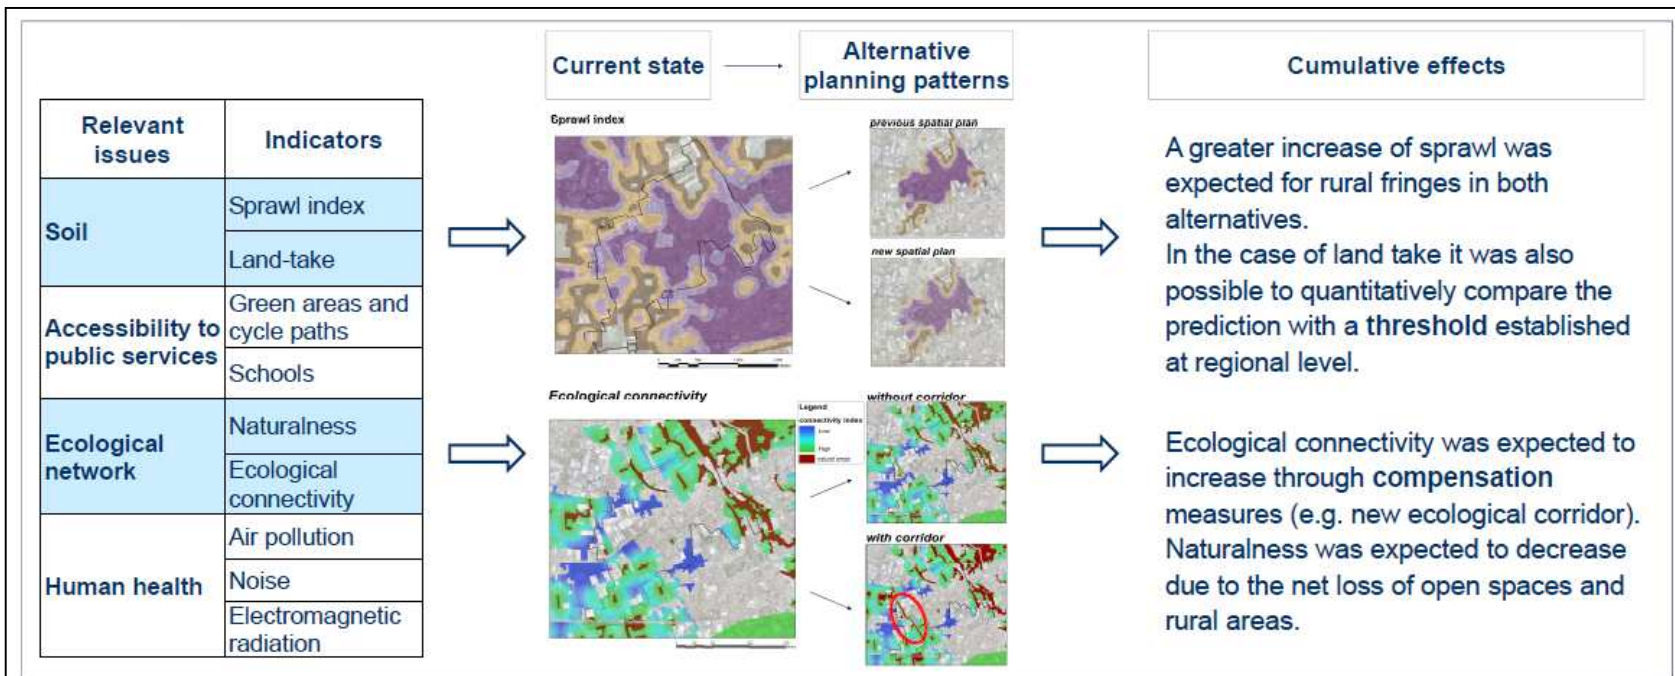 Current state
Alternative
planning patterns
Cumulative effects
Relevant
issues
Indicators
Soil
Sprawl index
Land-take
Accessibility to
public services
Green areas and
cycle paths
Schools
Ecological
network
Naturalness
Ecological
connectivity
Human health
Air pollution
Noise
Electromagnetic
radiation
Sprawl index
previous spatial plan
new spatial plan
Ecological connectivity
Legend
connectivity index
High
natural areas
without corridor
with corridor
A greater increase of sprawl was
expected for rural fringes in both
alternatives.
In the case of land take it was also
possible to quantitatively compare the
prediction with a threshold established
at regional level.
Ecological connectivity was expected to
increase through compensation
measures (e.g. new ecological corridor).
Naturalness was expected to decrease
due to the net loss of open spaces and
rural areas.